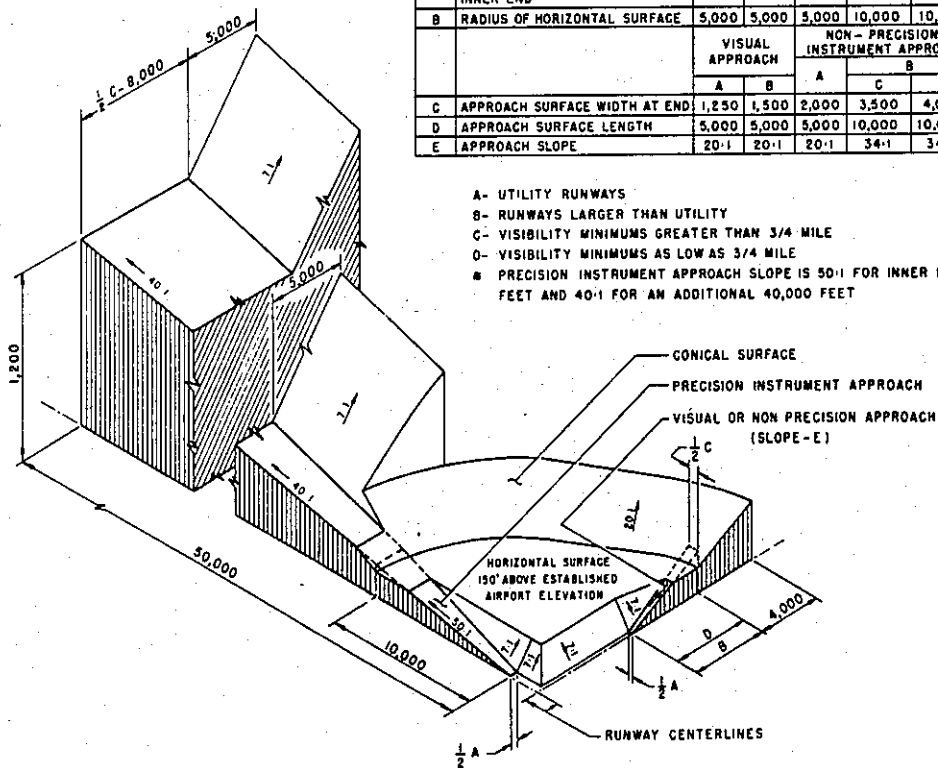 INNER END
B RADIUS OF HORIZONTAL SURFACE 5,000 5,000 5,000 10,000 10,
VISUAL APPROACH NON-PRECISION INSTRUMENT APPRO
A B A B
C
C APPROACH SURFACE WIDTH AT END 1,250 1,500 2,000 3,500 4,0
D APPROACH SURFACE LENGTH 5,000 5,000 5,000 10,000 10,0
E APPROACH SLOPE 20:1 20:1 20:1 34:1 34
A- UTILITY RUNWAYS
B- RUNWAYS LARGER THAN UTILITY
C- VISIBILITY MINIMUMS GREATER THAN 3/4 MILE
D- VISIBILITY MINIMUMS AS LOW AS 3/4 MILE
* PRECISION INSTRUMENT APPROACH SLOPE IS 50:1 FOR INNER 1
FEET AND 40:1 FOR AN ADDITIONAL 40,000 FEET
5,000
1/2 C-8,000
7:1
40:1
5,000
1,200
7:1
40:1
CONICAL SURFACE
PRECISION INSTRUMENT APPROACH
VISUAL OR NON PRECISION APPROACH
(SLOPE-E)
1/2 C
20:1
HORIZONTAL SURFACE
150' ABOVE ESTABLISHED
AIRPORT ELEVATION
50,000
50:1
7:1
7:1
7:1
7:1
4,000
D
B
10,000
1/2 A
RUNWAY CENTERLINES
1/2 A